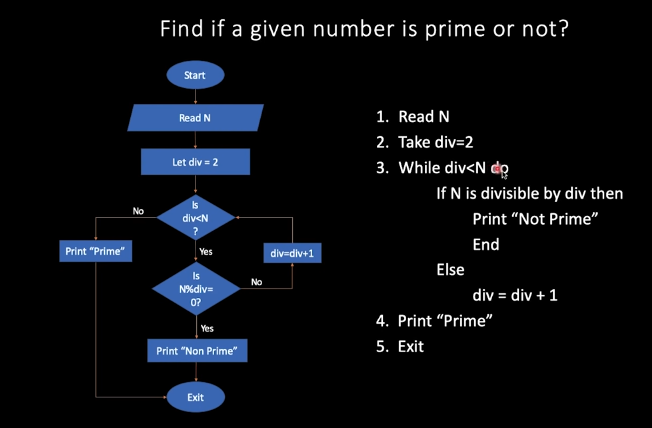 Find if a given number is prime or not?
Start
Read N
Let div = 2
Is
div<N
?
No
Yes
Print “Prime”
div=div+1
Is
N%div=
0?
No
Yes
Print “Non Prime”
Exit
1. Read N
2. Take div=2
3. While div<N do
If N is divisible by div then
Print “Not Prime”
End
Else
div = div + 1
4. Print “Prime”
5. Exit